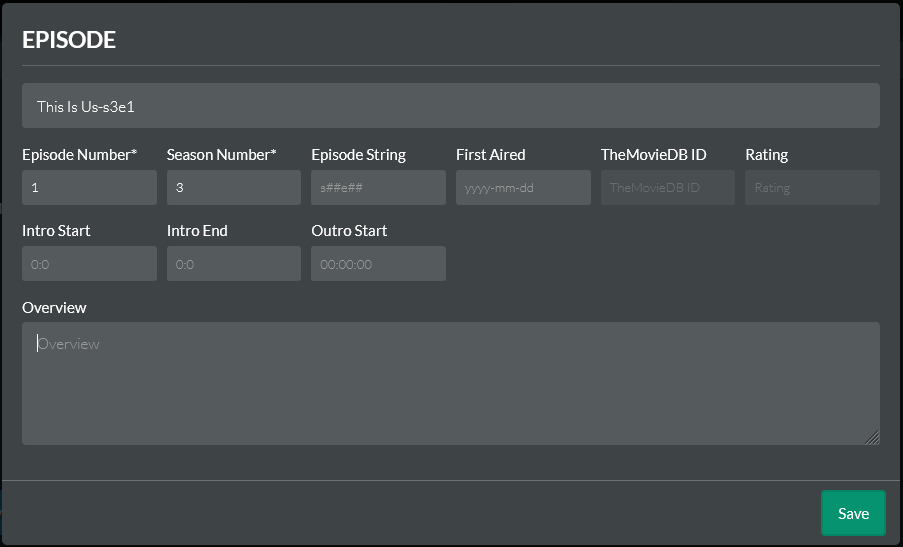 EPISODE
This Is Us-s3e1
Episode Number* Season Number* Episode String First Aired TheMovieDB ID Rating
1 3 s##e## yyyy-mm-dd TheMovieDB ID Rating
Intro Start Intro End Outro Start
0:0 0:0 00:00:00
Overview
Overview
Save